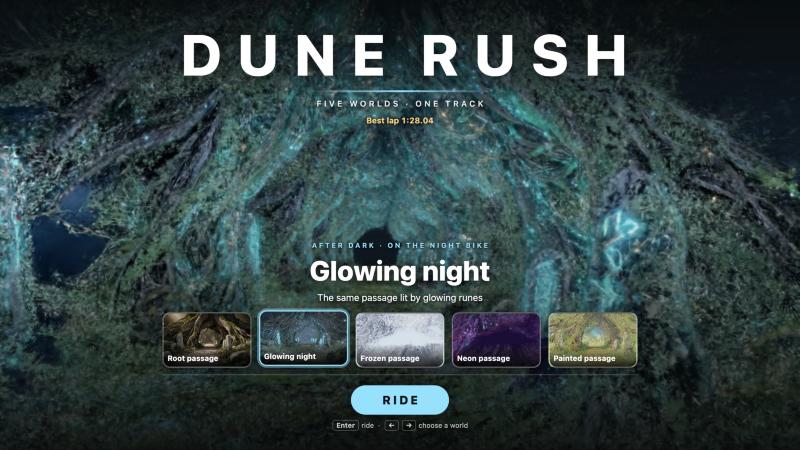 DUNE RUSH
FIVE WORLDS · ONE TRACK
Best lap 1:28.04
AFTER DARK · ON THE NIGHT BIKE
Glowing night
The same passage lit by glowing runes
Root passage
Glowing night
Frozen passage
Neon passage
Painted passage
RIDE
Enter ride · ← → choose a world